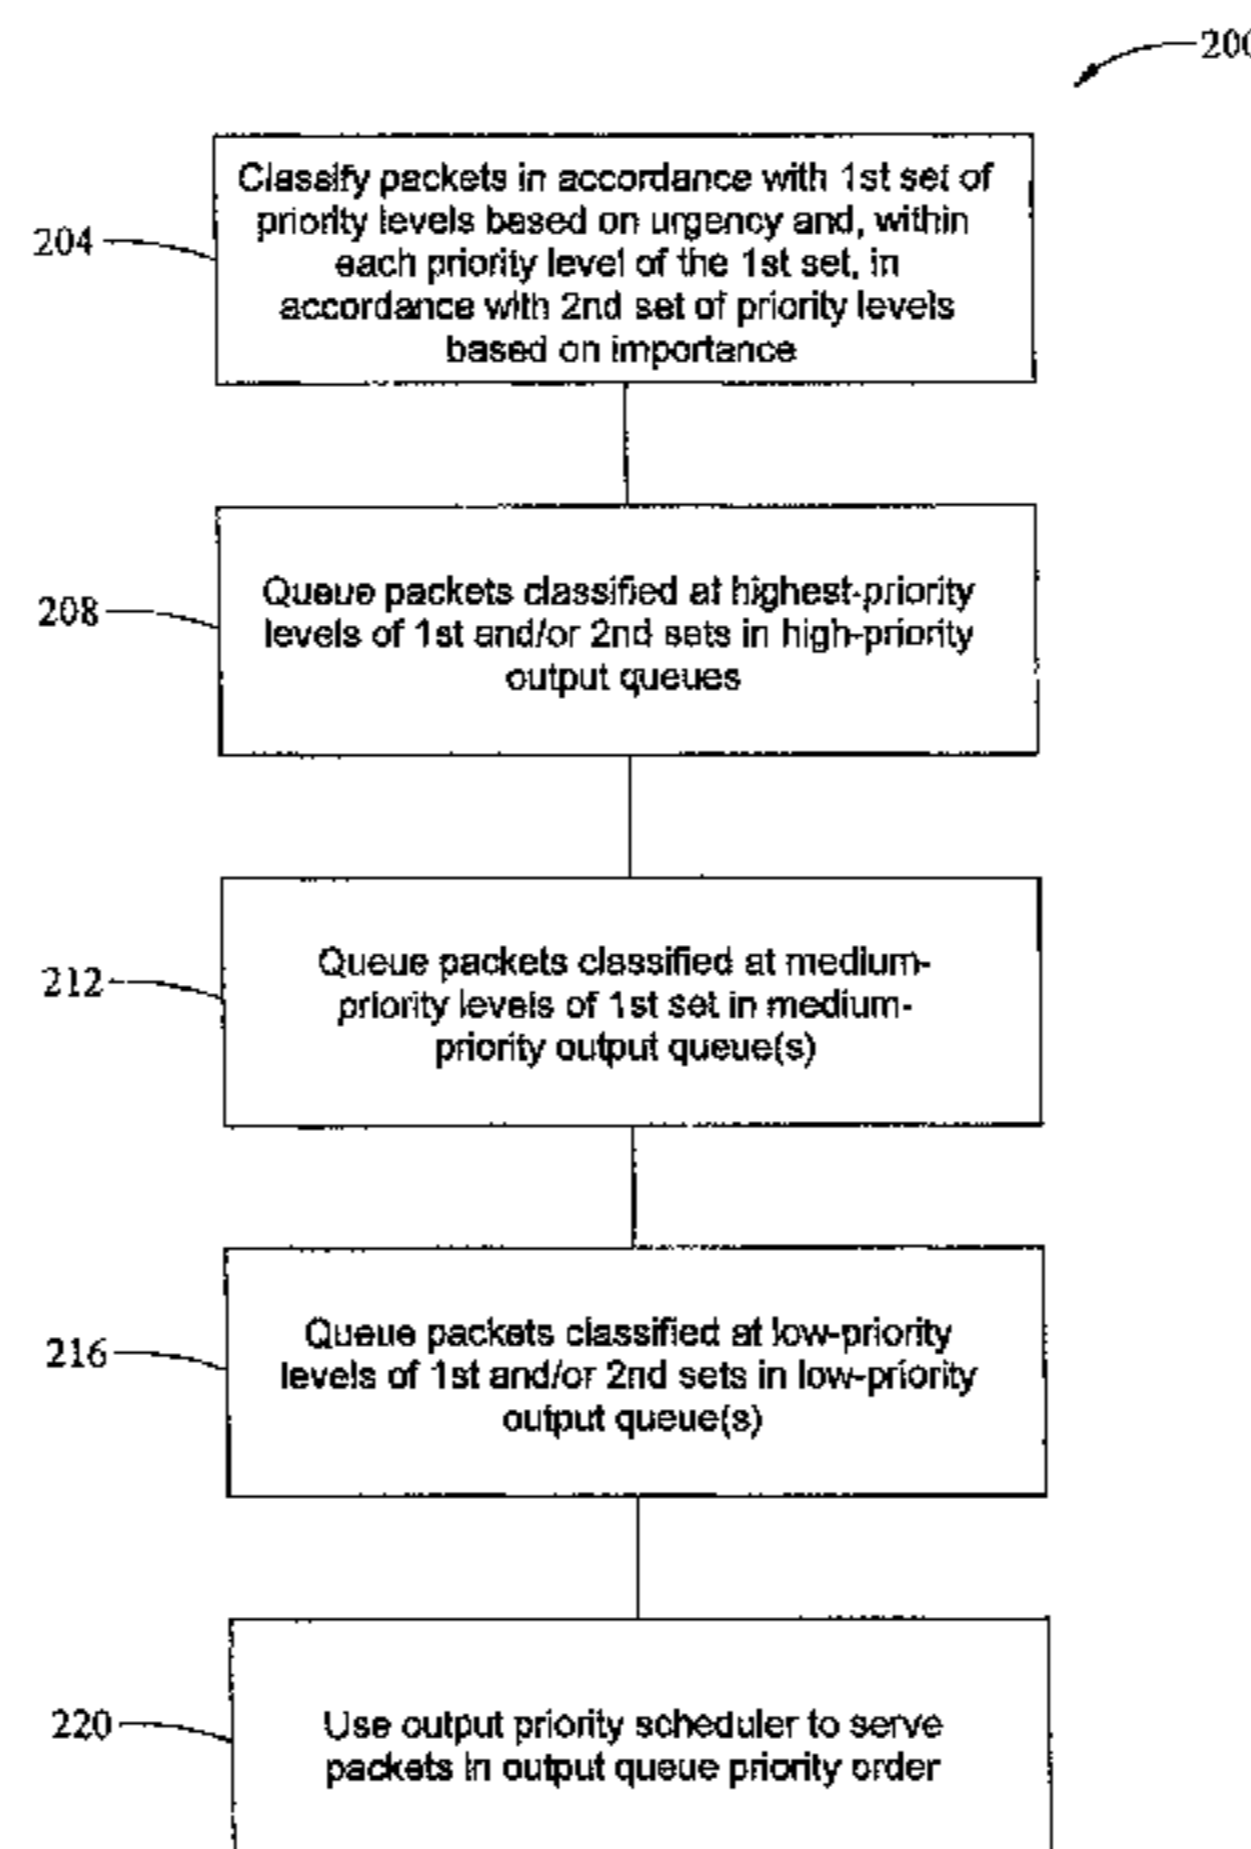 200
204
Classify packets in accordance with 1st set of
priority levels based on urgency and, within
each priority level of the 1st set, in
accordance with 2nd set of priority levels
based on importance
208
Queue packets classified at highest-priority
levels of 1st and/or 2nd sets in high-priority
output queues
212
Queue packets classified at medium-
priority levels of 1st set in medium-
priority output queue(s)
216
Queue packets classified at low-priority
levels of 1st and/or 2nd sets in low-priority
output queue(s)
220
Use output priority scheduler to serve
packets in output queue priority order